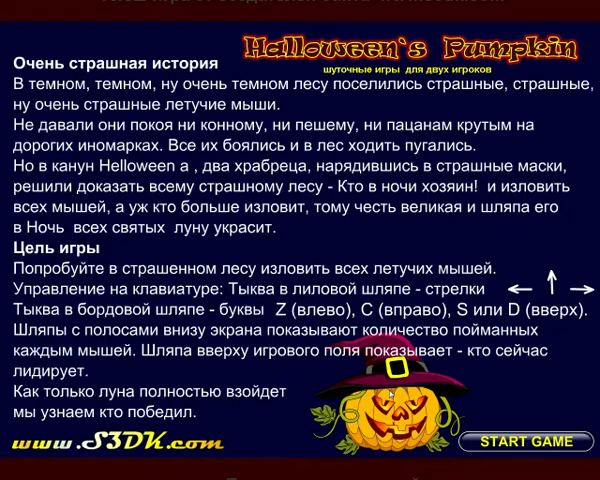 Halloween`s Pumpkin
шуточные игры для двух игроков
Очень страшная история
В темном, темном, ну очень темном лесу поселились страшные, страшные,
ну очень страшные летучие мыши.
Не давали они покоя ни конному, ни пешему, ни пацанам крутым на
дорогих иномарках. Все их боялись и в лес ходить пугались.
Но в канун Helloween а , два храбреца, нарядившись в страшные маски,
решили доказать всему страшному лесу - Кто в ночи хозяин! и изловить
всех мышей, а уж кто больше изловит, тому честь великая и шляпа его
в Ночь всех святых луну украсит.
Цель игры
Попробуйте в страшенном лесу изловить всех летучих мышей.
Управление на клавиатуре: Тыква в лиловой шляпе - стрелки
Тыква в бордовой шляпе - буквы Z (влево), C (вправо), S или D (вверх).
Шляпы с полосами внизу экрана показывают количество пойманных
каждым мышей. Шляпа вверху игрового поля показывает - кто сейчас
лидирует.
Как только луна полностью взойдет
мы узнаем кто победил.
www.S3DK.com
START GAME